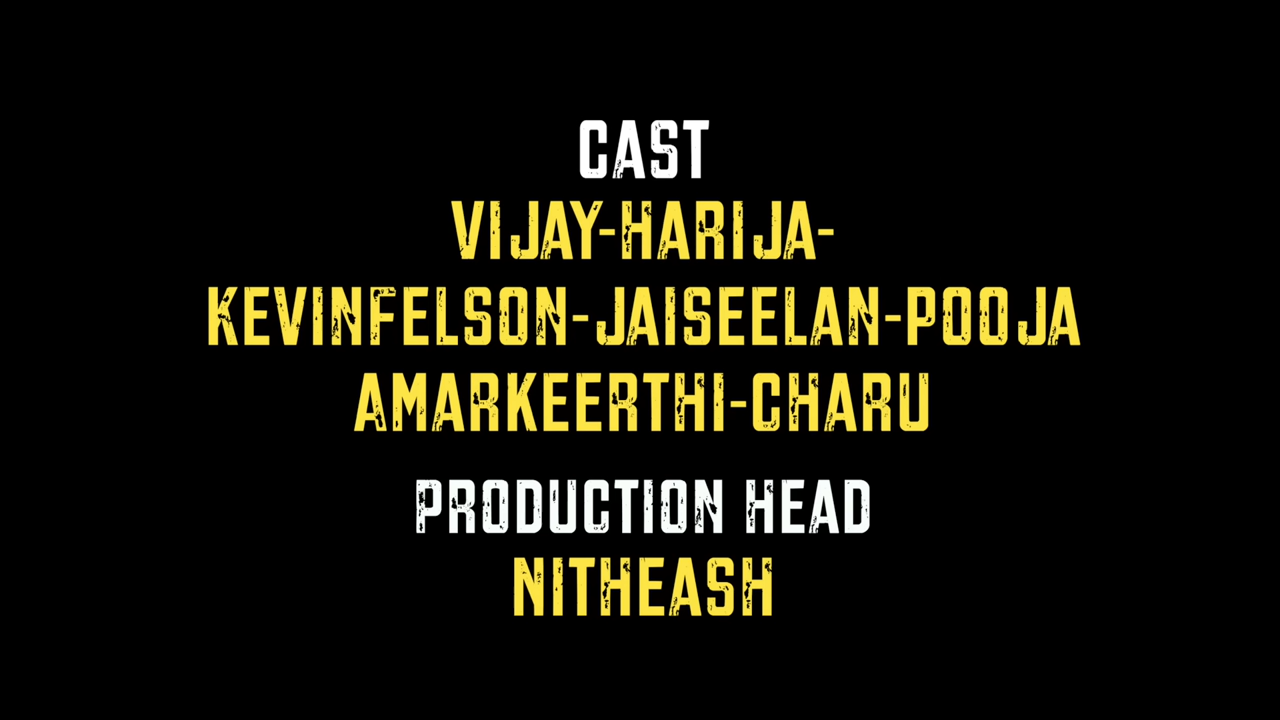 CAST
VIJAY-HARIJA-
KEVINFELSON-JAISEELAN-POOJA
AMARKEERTHI-CHARU
PRODUCTION HEAD
NITHEASH